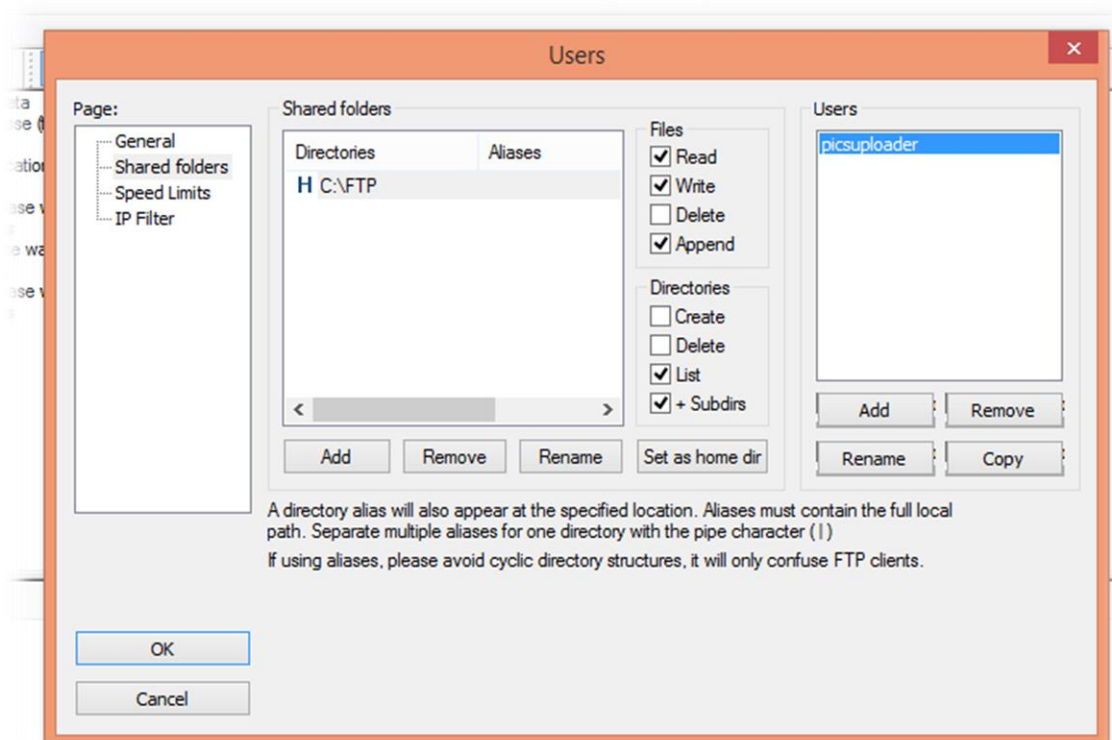 Users
Page:
General
Shared folders
Speed Limits
IP Filter
Shared folders
Directories Aliases
H C:\FTP
Files
Read
Write
Delete
Append
Directories
Create
Delete
List
+ Subdirs
Add Remove Rename Set as home dir
Users
picsuploader
Add Remove
Rename Copy
A directory alias will also appear at the specified location. Aliases must contain the full local
path. Separate multiple aliases for one directory with the pipe character ( | )
If using aliases, please avoid cyclic directory structures, it will only confuse FTP clients.
OK
Cancel